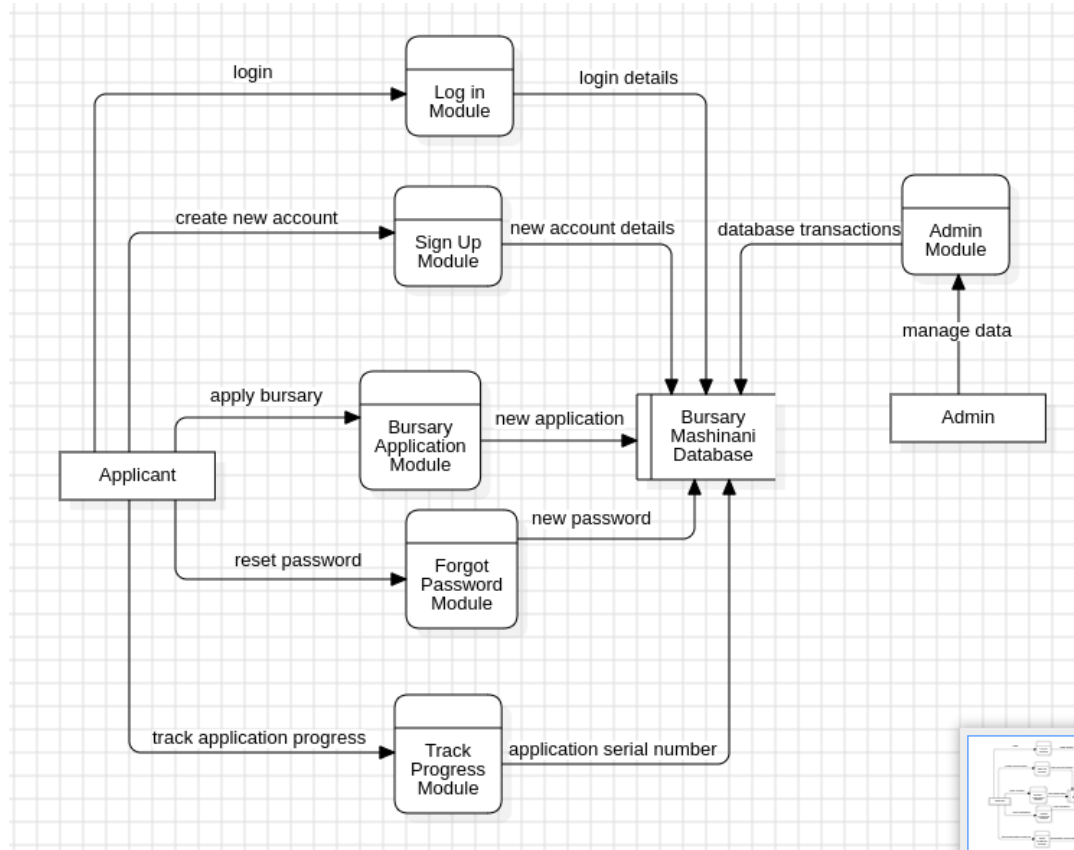 login
Log in
Module
login details
create new account
Sign Up
Module
new account details
database transactions
Admin
Module
manage data
Admin
apply bursary
Bursary
Application
Module
new application
Bursary
Mashinani
Database
Applicant
reset password
Forgot
Password
Module
new password
track application progress
Track
Progress
Module
application serial number